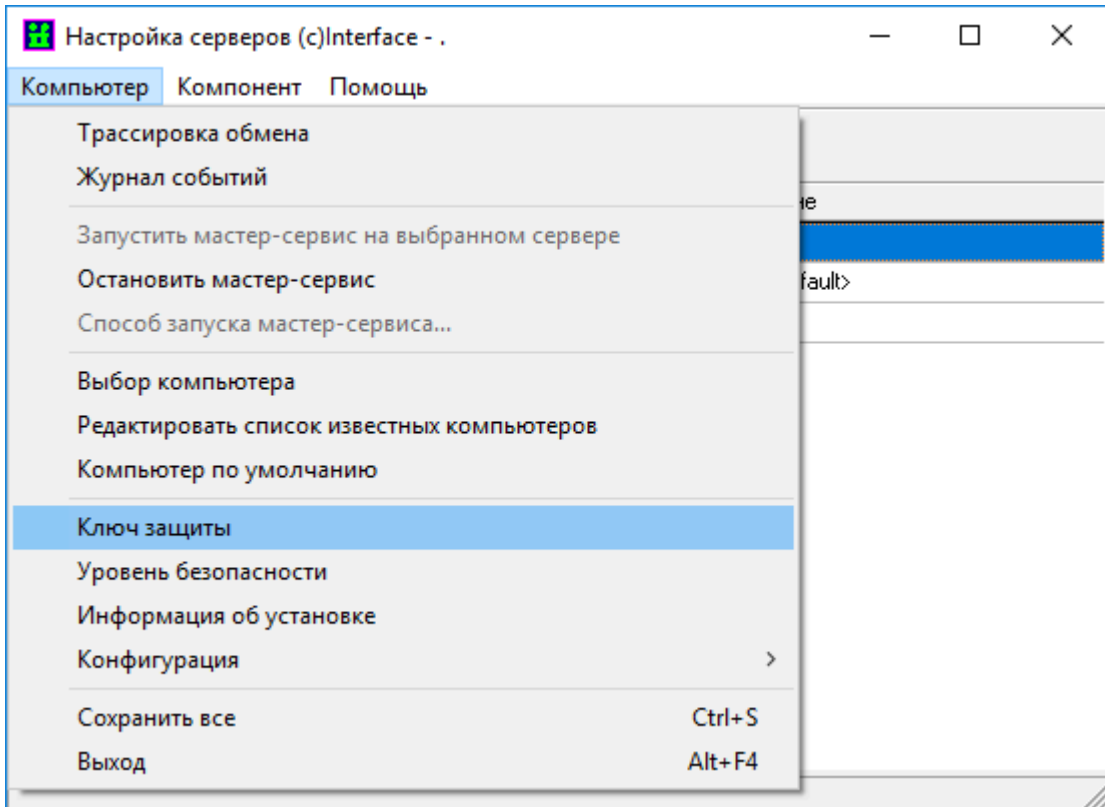 Настройка серверов (c)Interface - .
Компьютер Компонент Помощь
Трассировка обмена
Журнал событий
Запустить мастер-сервис на выбранном сервере
Остановить мастер-сервис
Способ запуска мастер-сервиса...
Выбор компьютера
Редактировать список известных компьютеров
Компьютер по умолчанию
Ключ защиты
Уровень безопасности
Информация об установке
Конфигурация
Сохранить все Ctrl+S
Выход Alt+F4
fault>